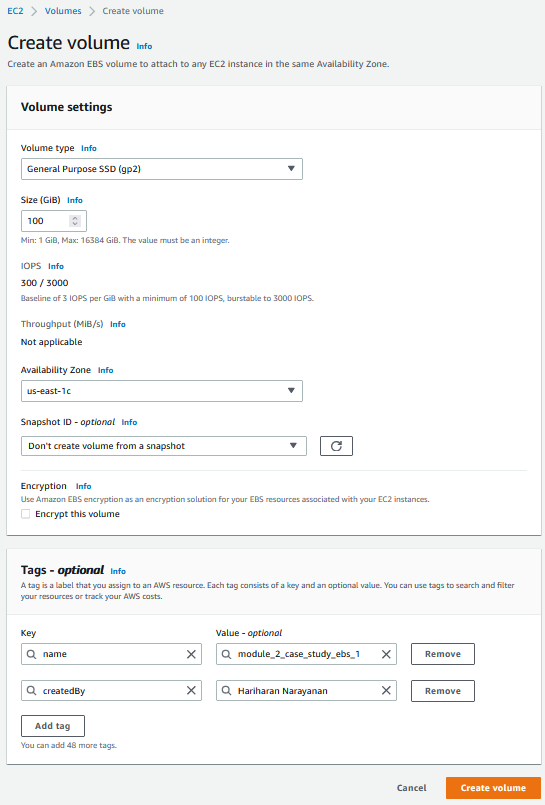 EC2 > Volumes > Create volume
Create volume Info
Create an Amazon EBS volume to attach to any EC2 instance in the same Availability Zone.
Volume settings
Volume type Info
General Purpose SSD (gp2)
Size (GiB) Info
100
Min: 1 GiB, Max: 16384 GiB. The value must be an integer.
IOPS Info
300 / 3000
Baseline of 3 IOPS per GiB with a minimum of 100 IOPS, burstable to 3000 IOPS.
Throughput (MiB/s) Info
Not applicable
Availability Zone Info
us-east-1c
Snapshot ID - optional Info
Don't create volume from a snapshot
Encryption Info
Use Amazon EBS encryption as an encryption solution for your EBS resources associated with your EC2 instances.
Encrypt this volume
Tags - optional Info
A tag is a label that you assign to an AWS resource. Each tag consists of a key and an optional value. You can use tags to search and filter
your resources or track your AWS costs.
Key Value - optional
name module_2_case_study_ebs_1 Remove
createdBy Hariharan Narayanan Remove
Add tag
You can add 48 more tags.
Cancel Create volume